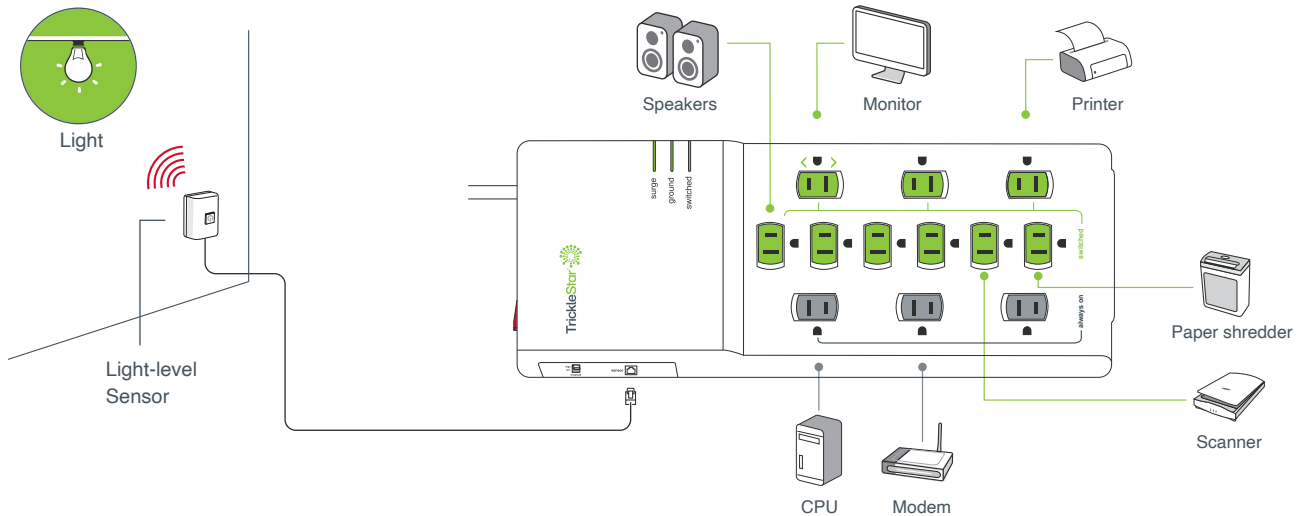 Light
Light-level
Sensor
Speakers
Monitor
Printer
surge
ground
switched
TrickleStar
switched
always on
sensor
Paper shredder
Scanner
CPU
Modem